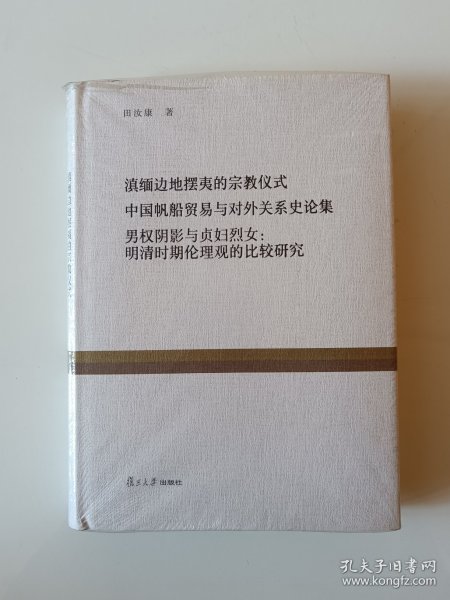 田汝康 著
滇缅边地摆夷的宗教仪式
中国帆船贸易与对外关系史论集
男权阴影与贞妇烈女：
明清时期伦理观的比较研究
复旦大学出版社
孔夫子旧书网
www.kongfz.com